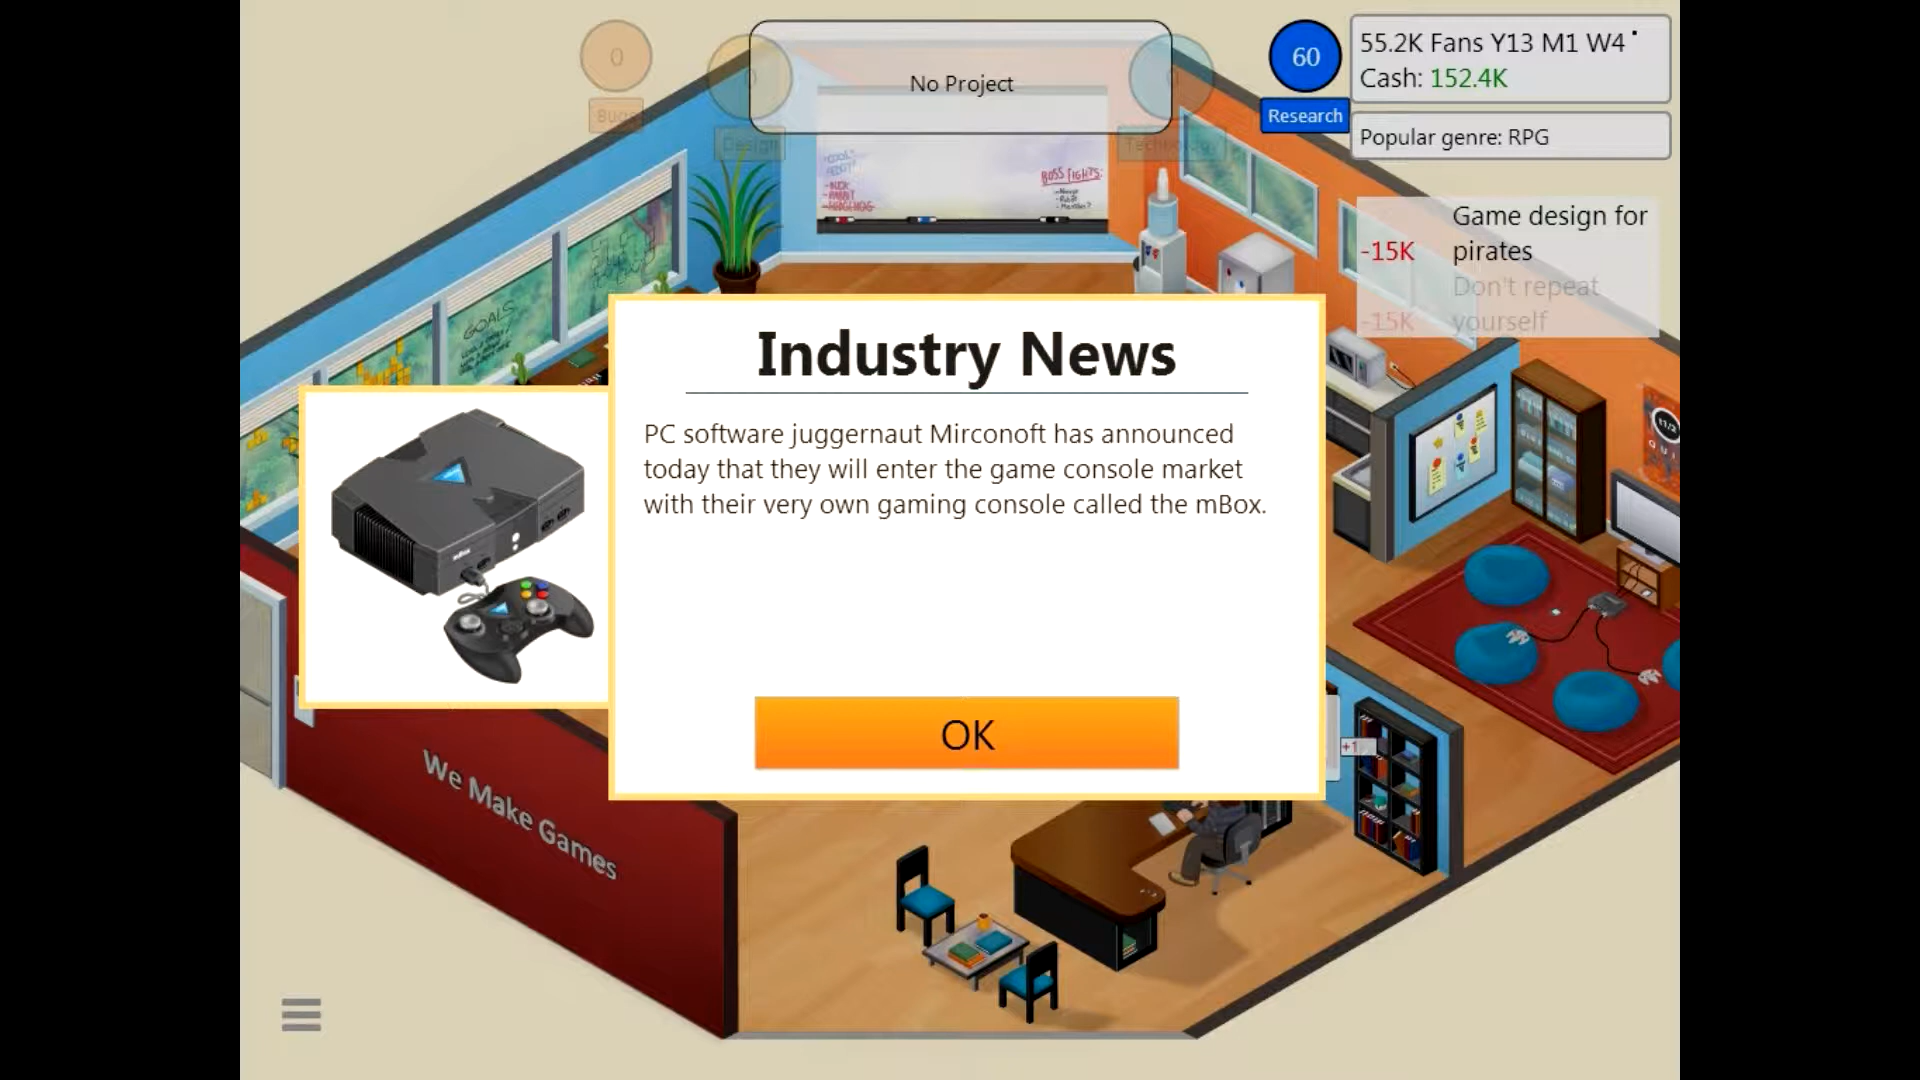 0
Bugs
0
Design
No Project
0
Technology
60
Research
55.2K Fans Y13 M1 W4
Cash: 152.4K
Popular genre: RPG
Game design for
-15K pirates
Don't repeat
-15K yourself
BOSS FIGHTS:
GOALS
Industry News
PC software juggernaut Mirconoft has announced
today that they will enter the game console market
with their very own gaming console called the mBox.
OK
+1
We Make Games